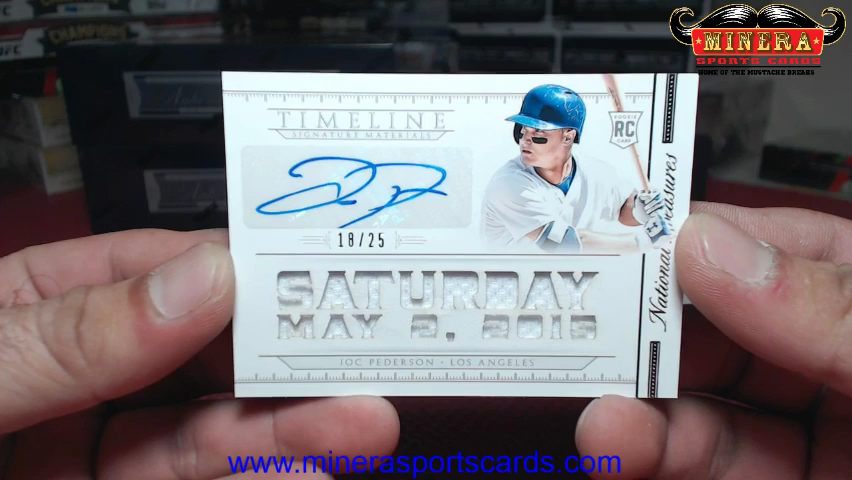 CHAMPIONS
MINERA
SPORTS CARDS
HOME OF THE MUSTACHE BREAKS
TIMELINE
SIGNATURE MATERIALS
ROOKIE
RC
CARD
18/25
SATURDAY
MAY 2, 2015
JOC PEDERSON · LOS ANGELES
National Treasures
www.minerasportscards.com